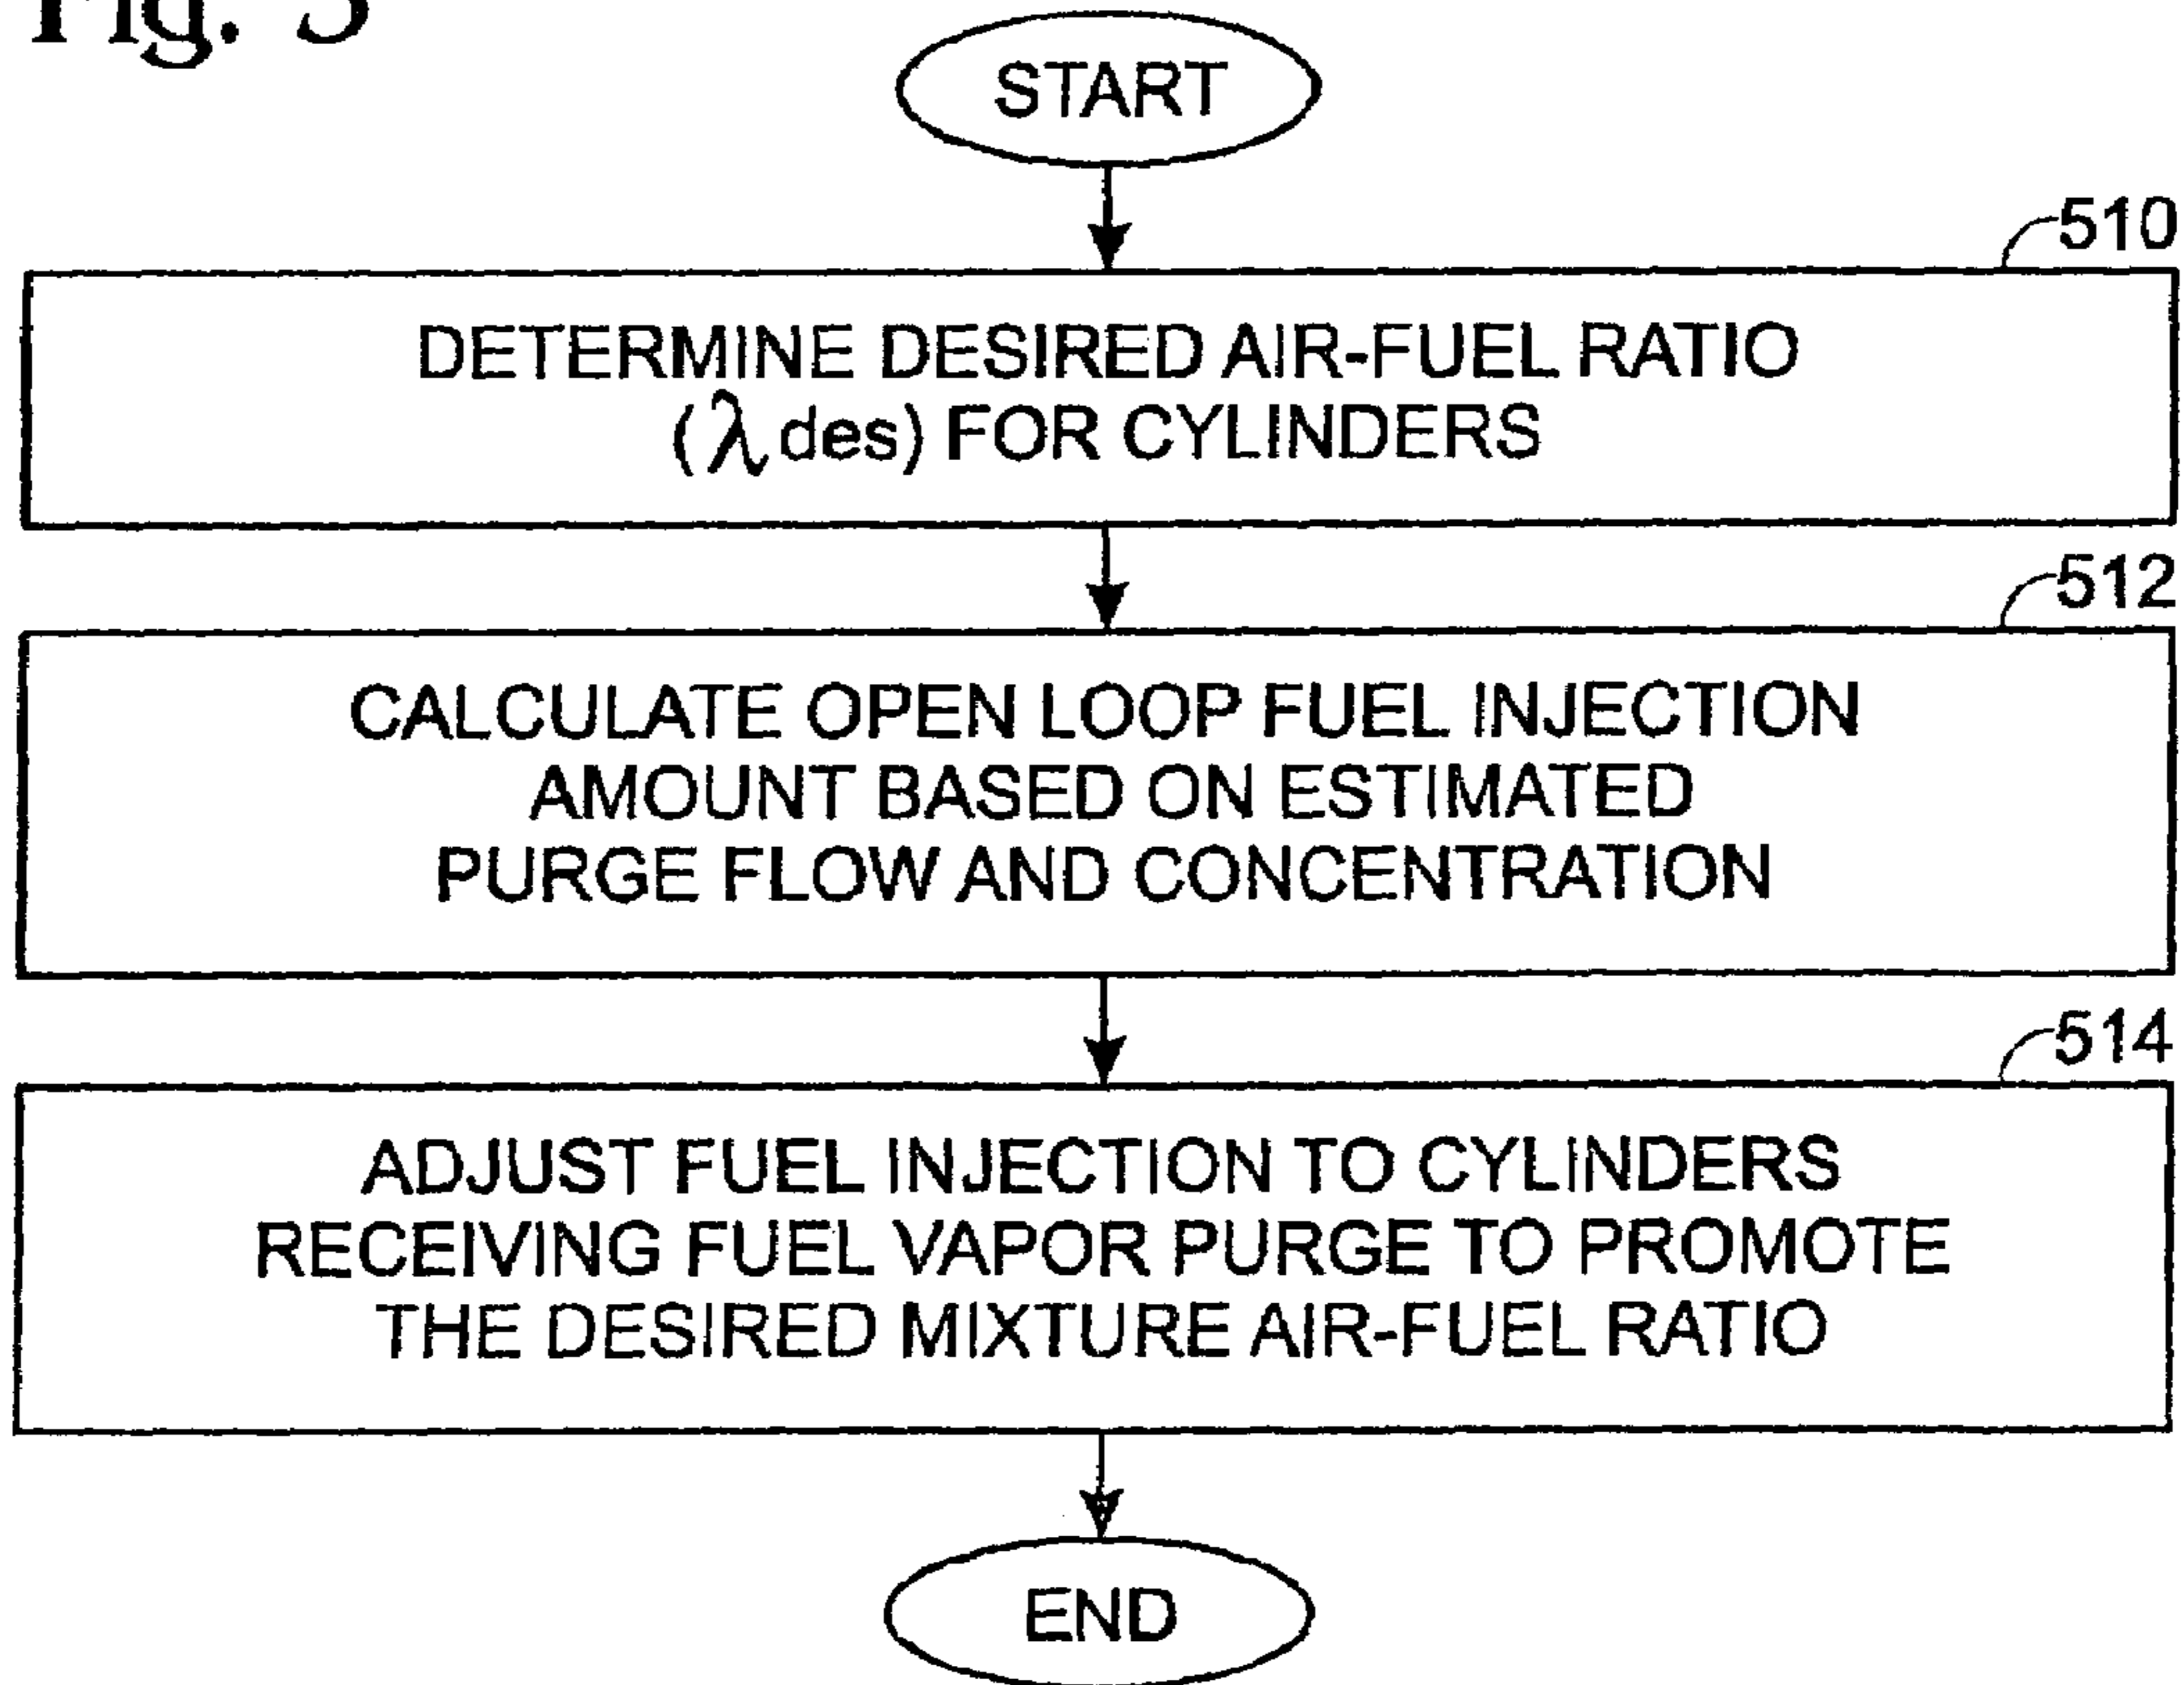 Fig. 5
START
510
DETERMINE DESIRED AIR-FUEL RATIO
(λ des) FOR CYLINDERS
512
CALCULATE OPEN LOOP FUEL INJECTION
AMOUNT BASED ON ESTIMATED
PURGE FLOW AND CONCENTRATION
514
ADJUST FUEL INJECTION TO CYLINDERS
RECEIVING FUEL VAPOR PURGE TO PROMOTE
THE DESIRED MIXTURE AIR-FUEL RATIO
END